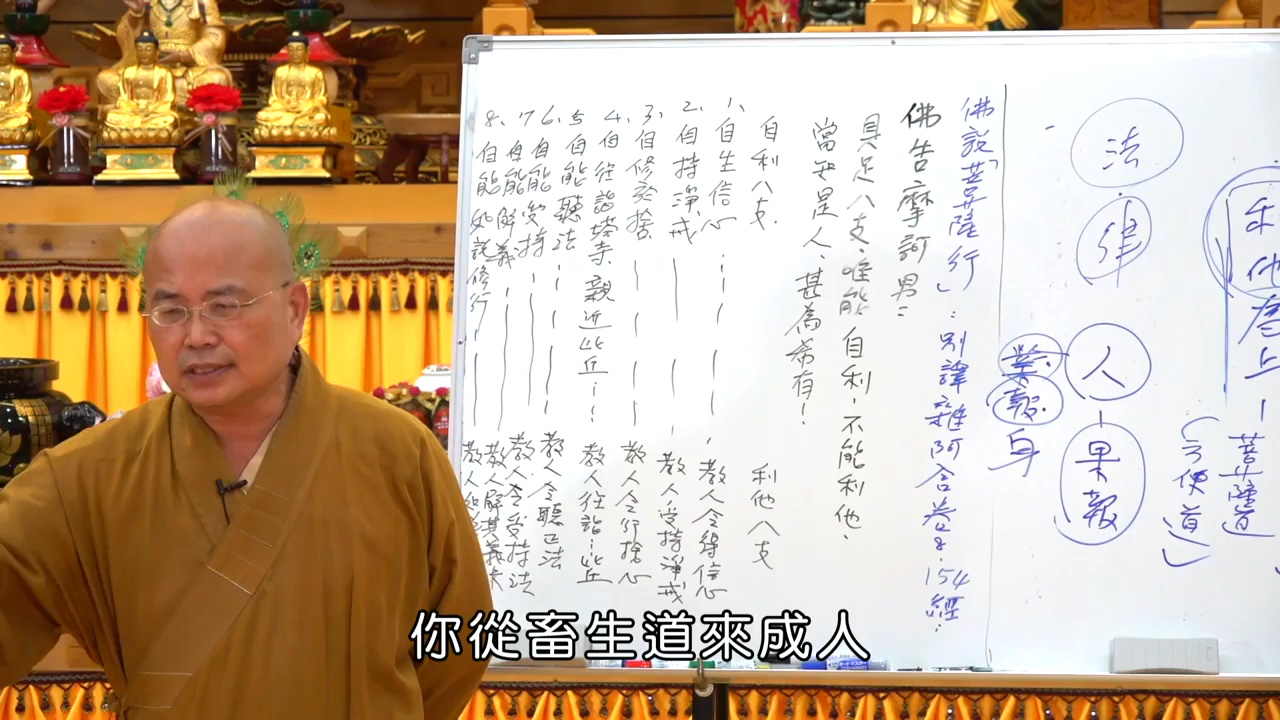 利他為上-
菩薩道
(方便道)
法
律
人-果報
業報身
佛說「菩薩行」:別譯雜阿含卷8.154經:
佛告摩訶男:
具足八支、唯能自利,不能利他、
當知是人、甚為希有!
自利八支. 利他八支
1、自生信心 教人令得信心
2、自持淨戒 教人受持淨戒
3、自修於捨 教人令行捨心
4、自往詣塔寺親近比丘 教人往詣…比丘
5 自能聽法 教人令聽正法
6、自能受持 教人令受持法
7 自能解義 教人解其義
8、自能如說修行 教人如
你從畜生道來成人